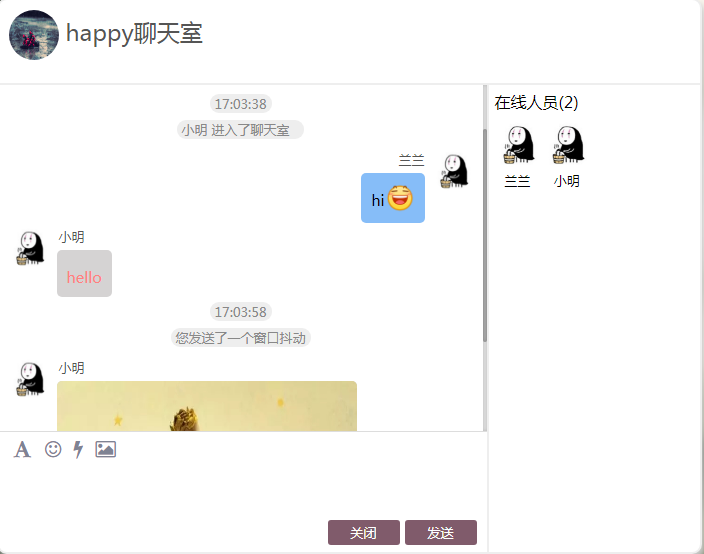 happy聊天室
17:03:38
小明 进入了聊天室
兰兰
hi
小明
hello
17:03:58
您发送了一个窗口抖动
小明
A
关闭 发送
在线人员(2)
兰兰 小明